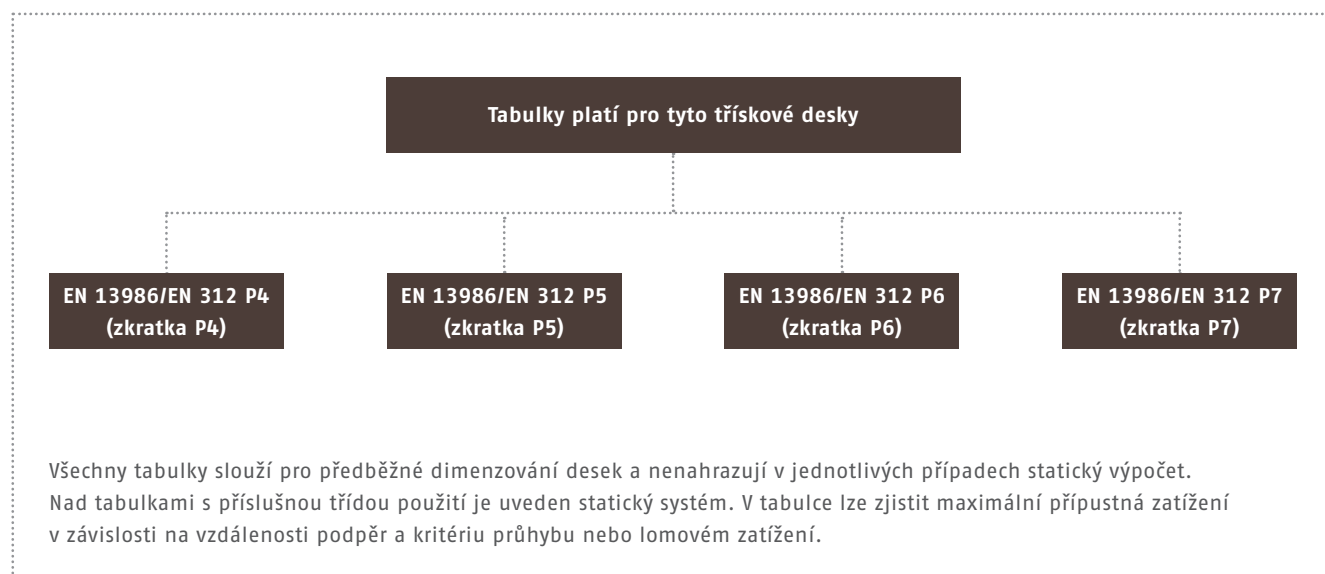 Tabulky platí pro tyto třískové desky
EN 13986/EN 312 P4
(zkratka P4)
EN 13986/EN 312 P5
(zkratka P5)
EN 13986/EN 312 P6
(zkratka P6)
EN 13986/EN 312 P7
(zkratka P7)
Všechny tabulky slouží pro předběžné dimenzování desek a nenahrazují v jednotlivých případech statický výpočet.
Nad tabulkami s příslušnou třídou použití je uveden statický systém. V tabulce lze zjistit maximální přípustná zatížení
v závislosti na vzdálenosti podpěr a kritériu průhybu nebo lomovém zatížení.